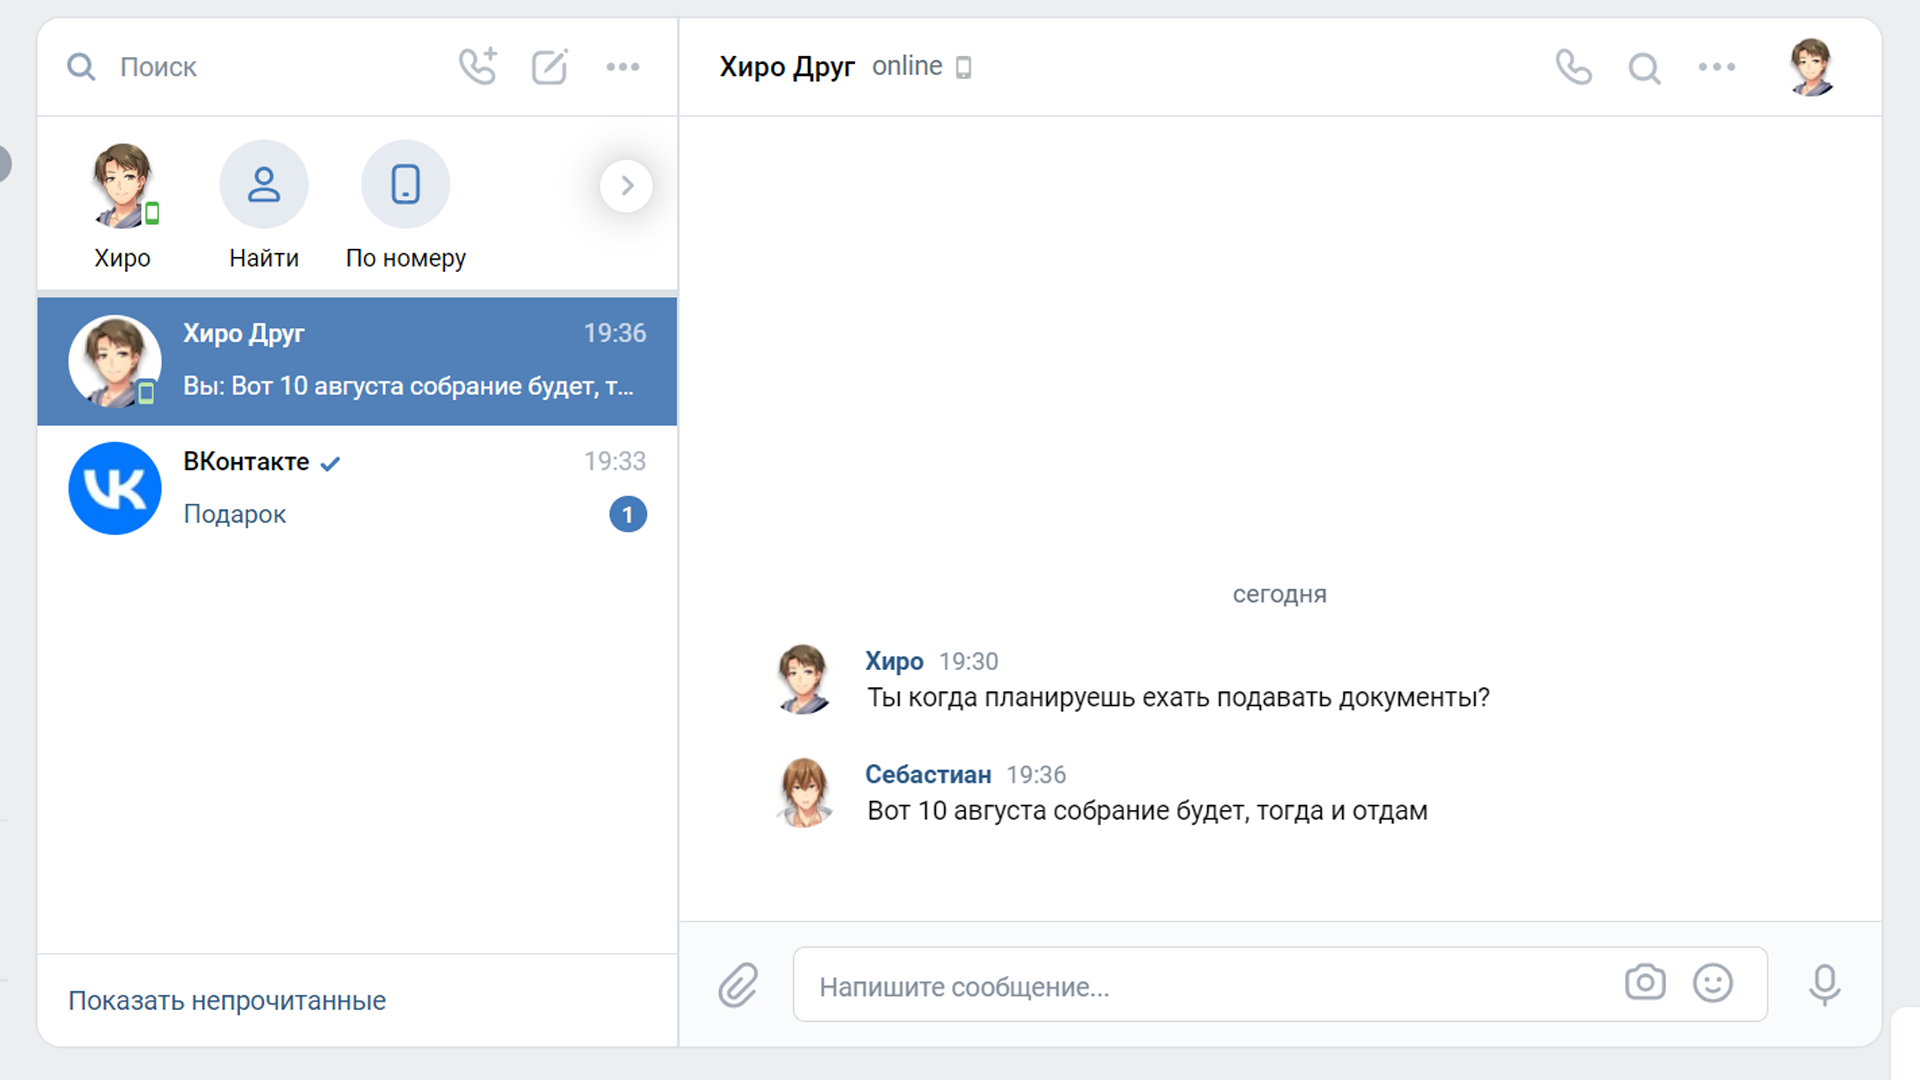 Поиск
Хиро
Найти
По номеру
Хиро Друг 19:36
Вы: Вот 10 августа собрание будет, т...
VK
ВКонтакте 19:33
Подарок 1
Показать непрочитанные
Хиро Друг online
сегодня
Хиро 19:30
Ты когда планируешь ехать подавать документы?
Себастиан 19:36
Вот 10 августа собрание будет, тогда и отдам
Напишите сообщение...